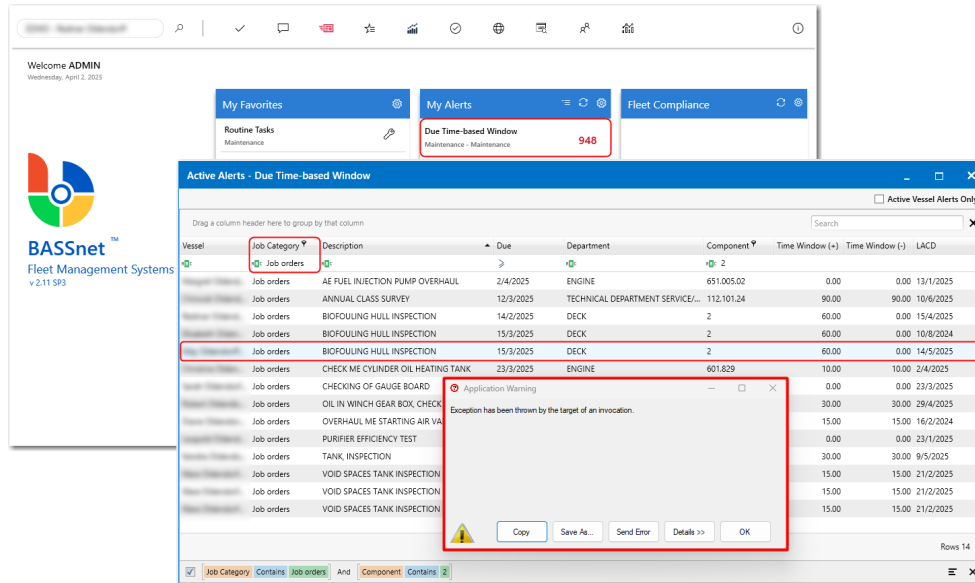 Welcome ADMIN
Wednesday, April 2, 2025
My Favorites
Routine Tasks
Maintenance
My Alerts
Due Time-based Window
Maintenance - Maintenance
948
Fleet Compliance
BASSnet ™
Fleet Management Systems
v 2.11 SP3
Active Alerts - Due Time-based Window
Active Vessel Alerts Only
Drag a column header here to group by that column
Search
Vessel Job Category Description Due Department Component Time Window (+) Time Window (-) LACD
Job orders 2
Job orders AE FUEL INJECTION PUMP OVERHAUL 2/4/2025 ENGINE 651.005.02 0.00 0.00 13/1/2025
Job orders ANNUAL CLASS SURVEY 12/3/2025 TECHNICAL DEPARTMENT SERVICE/... 112.101.24 90.00 90.00 10/6/2025
Job orders BIOFOULING HULL INSPECTION 14/2/2025 DECK 2 60.00 0.00 15/4/2025
Job orders BIOFOULING HULL INSPECTION 15/3/2025 DECK 2 60.00 0.00 10/8/2024
Job orders BIOFOULING HULL INSPECTION 15/3/2025 DECK 2 60.00 0.00 14/5/2025
Job orders CHECK ME CYLINDER OIL HEATING TANK 23/3/2025 ENGINE 601.829 10.00 10.00 2/4/2025
Job orders CHECKING OF GAUGE BOARD 0.00 0.00 23/3/2025
Job orders OIL IN WINCH GEAR BOX, CHECK 30.00 30.00 29/4/2025
Job orders OVERHAUL ME STARTING AIR VA 15.00 15.00 16/2/2024
Job orders PURIFIER EFFICIENCY TEST 0.00 0.00 23/1/2025
Job orders TANK, INSPECTION 30.00 30.00 9/5/2025
Job orders VOID SPACES TANK INSPECTION 15.00 15.00 21/2/2025
Job orders VOID SPACES TANK INSPECTION 15.00 15.00 21/2/2025
Job orders VOID SPACES TANK INSPECTION 15.00 15.00 21/2/2025
Application Warning
Exception has been thrown by the target of an invocation.
Copy Save As... Send Error Details >> OK
Rows 14
Job Category Contains Job orders And Component Contains 2